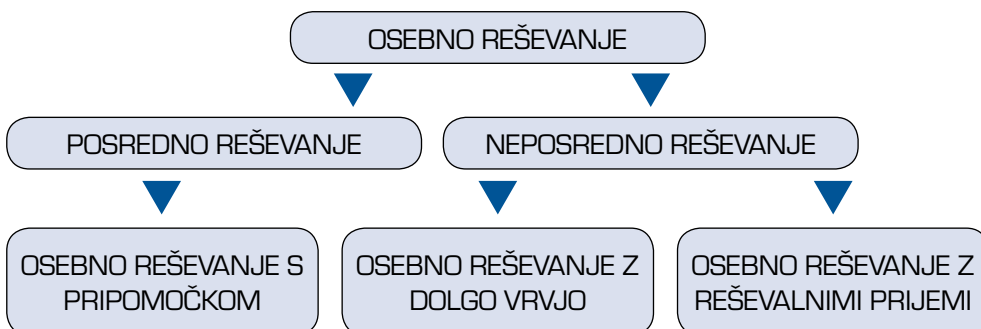 OSEBNO REŠEVANJE
POSREDNO REŠEVANJE
NEPOSREDNO REŠEVANJE
OSEBNO REŠEVANJE S
PRIPOMOČKOM
OSEBNO REŠEVANJE Z
DOLGO VRVJO
OSEBNO REŠEVANJE Z
REŠEVALNIMI PRIJEMI